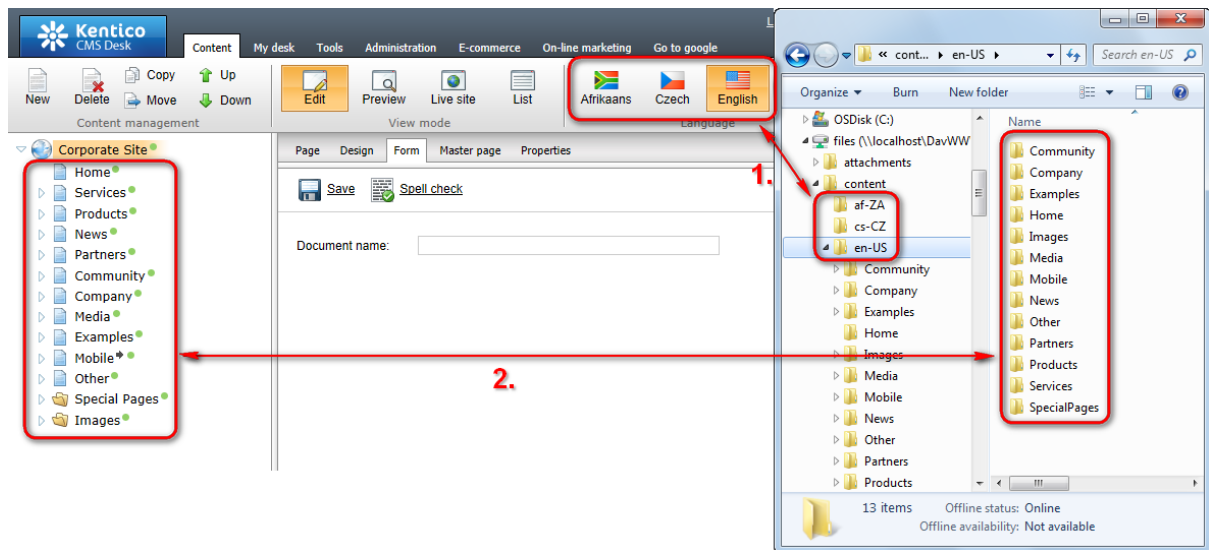 Kentico
CMS Desk
Content My desk Tools Administration E-commerce On-line marketing Go to google
L
New Delete Copy Move Up Down
Content management
Edit Preview Live site List
View mode
Afrikaans Czech English
Language
Corporate Site
Home
Services
Products
News
Partners
Community
Company
Media
Examples
Mobile
Other
Special Pages
Images
Page Design Form Master page Properties
Save Spell check
Document name:
1.
2.
« cont... en-US
Search en-US
Organize Burn New folder
OSDisk (C:)
files (\\localhost\DavWW
attachments
content
af-ZA
cs-CZ
en-US
Community
Company
Examples
Home
Images
Media
Mobile
News
Other
Partners
Products
Name
Community
Company
Examples
Home
Images
Media
Mobile
News
Other
Partners
Products
Services
SpecialPages
13 items Offline status: Online
Offline availability: Not available